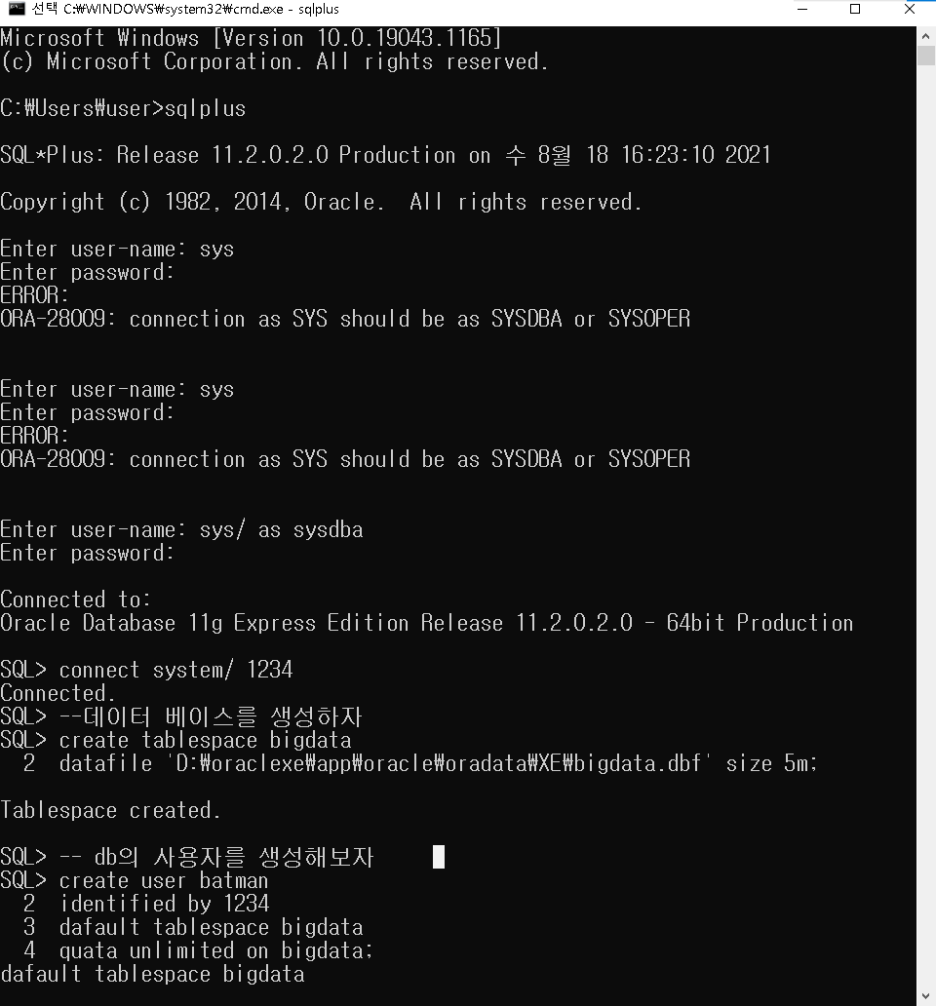 선택 C:₩WINDOWS₩system32₩cmd.exe - sqlplus
Microsoft Windows [Version 10.0.19043.1165]
(c) Microsoft Corporation. All rights reserved.
C:₩Users₩user>sqlplus
SQL*Plus: Release 11.2.0.2.0 Production on 수 8월 18 16:23:10 2021
Copyright (c) 1982, 2014, Oracle.  All rights reserved.
Enter user-name: sys
Enter password:
ERROR:
ORA-28009: connection as SYS should be as SYSDBA or SYSOPER
Enter user-name: sys
Enter password:
ERROR:
ORA-28009: connection as SYS should be as SYSDBA or SYSOPER
Enter user-name: sys/ as sysdba
Enter password:
Connected to:
Oracle Database 11g Express Edition Release 11.2.0.2.0 - 64bit Production
SQL> connect system/ 1234
Connected.
SQL> --데이터 베이스를 생성하자
SQL> create tablespace bigdata
  2  datafile 'D:₩oraclexe₩app₩oracle₩oradata₩XE₩bigdata.dbf' size 5m;
Tablespace created.
SQL> -- db의 사용자를 생성해보자
SQL> create user batman
  2  identified by 1234
  3  dafault tablespace bigdata
  4  quata unlimited on bigdata;
dafault tablespace bigdata